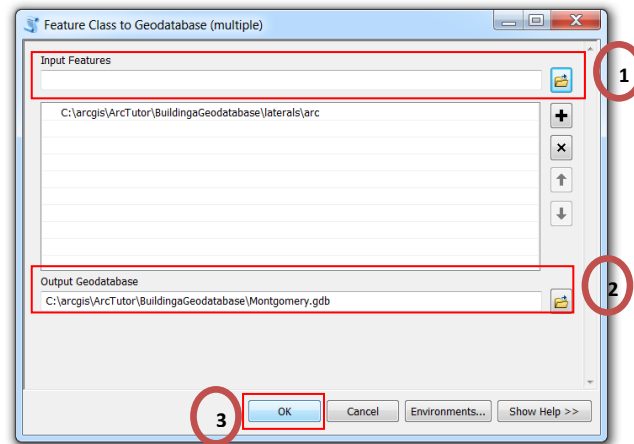 Feature Class to Geodatabase (multiple)
Input Features
1
C:\arcgis\ArcTutor\BuildingaGeodatabase\laterals\arc
Output Geodatabase
2
C:\arcgis\ArcTutor\BuildingaGeodatabase\Montgomery.gdb
3
OK Cancel Environments... Show Help >>